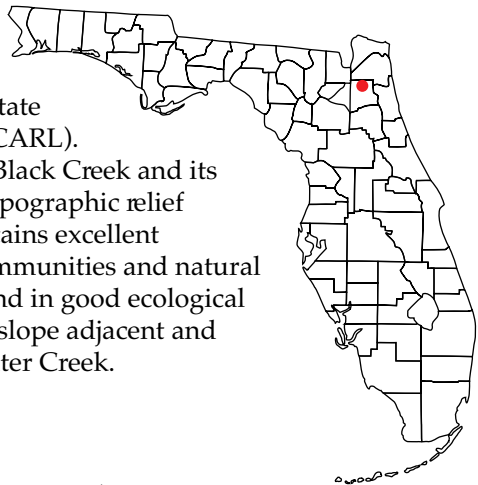 tate
CARL).
Black Creek and its
pographic relief
ains excellent
mmunities and natural
nd in good ecological
slope adjacent and
ter Creek.